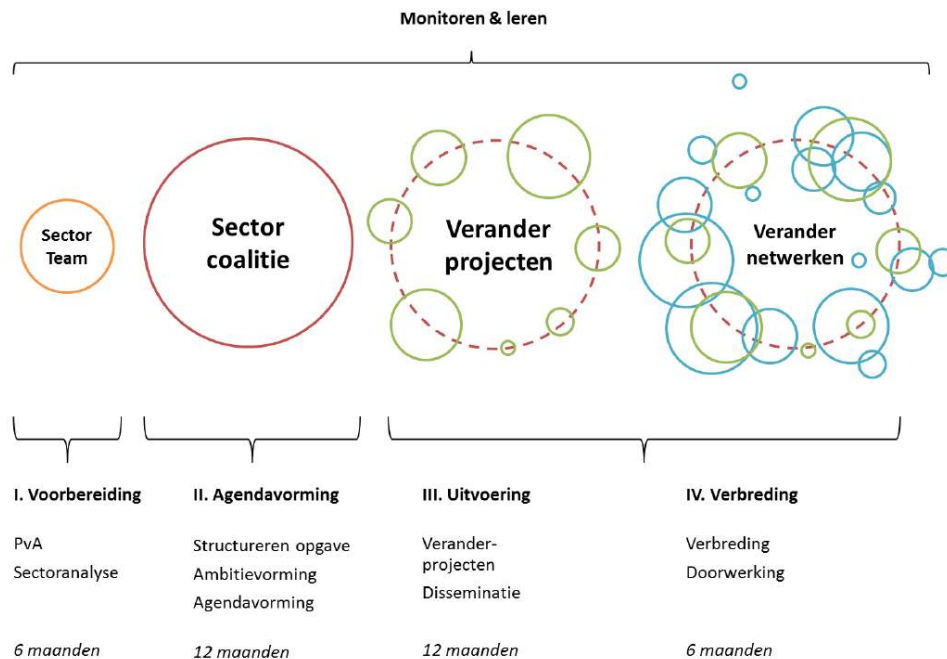 Monitoren & leren
Sector
Team
Sector
coalitie
Verander
projecten
Verander
netwerken
I. Voorbereiding
PvA
Sectoranalyse
6 maanden
II. Agendavorming
Structureren opgave
Ambitievorming
Agendavorming
12 maanden
III. Uitvoering
Verander-
projecten
Disseminatie
12 maanden
IV. Verbreding
Verbreding
Doorwerking
6 maanden